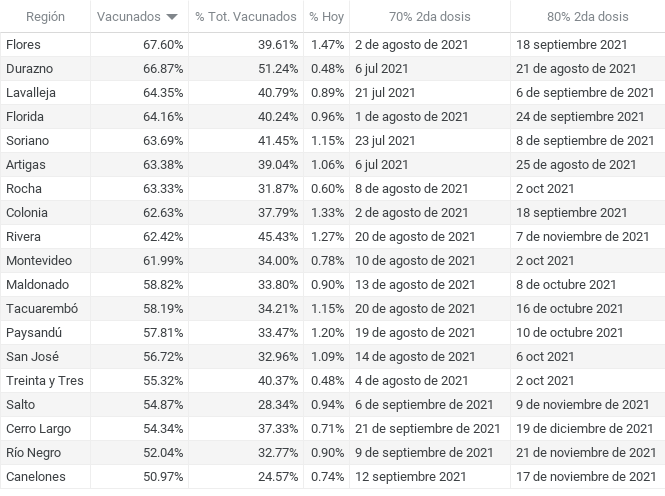 Región Vacunados % Tot. Vacunados % Hoy 70% 2da dosis 80% 2da dosis
Flores 67.60% 39.61% 1.47% 2 de agosto de 2021 18 septiembre 2021
Durazno 66.87% 51.24% 0.48% 6 jul 2021 21 de agosto de 2021
Lavalleja 64.35% 40.79% 0.89% 21 jul 2021 6 de septiembre de 2021
Florida 64.16% 40.24% 0.96% 1 de agosto de 2021 24 de septiembre 2021
Soriano 63.69% 41.45% 1.15% 23 jul 2021 8 de septiembre de 2021
Artigas 63.38% 39.04% 1.06% 6 jul 2021 25 de agosto de 2021
Rocha 63.33% 31.87% 0.60% 8 de agosto de 2021 2 oct 2021
Colonia 62.63% 37.79% 1.33% 2 de agosto de 2021 18 septiembre 2021
Rivera 62.42% 45.43% 1.27% 20 de agosto de 2021 7 de noviembre de 2021
Montevideo 61.99% 34.00% 0.78% 10 de agosto de 2021 2 oct 2021
Maldonado 58.82% 33.80% 0.90% 13 de agosto de 2021 8 de octubre 2021
Tacuarembó 58.19% 34.21% 1.15% 20 de agosto de 2021 16 de octubre 2021
Paysandú 57.81% 33.47% 1.20% 19 de agosto de 2021 10 de octubre 2021
San José 56.72% 32.96% 1.09% 14 de agosto de 2021 6 oct 2021
Treinta y Tres 55.32% 40.37% 0.48% 4 de agosto de 2021 2 oct 2021
Salto 54.87% 28.34% 0.94% 6 de septiembre de 2021 9 de noviembre de 2021
Cerro Largo 54.34% 37.33% 0.71% 21 de septiembre de 2021 19 de diciembre de 2021
Río Negro 52.04% 32.77% 0.90% 9 de septiembre de 2021 21 de noviembre de 2021
Canelones 50.97% 24.57% 0.74% 12 septiembre 2021 17 de noviembre de 2021